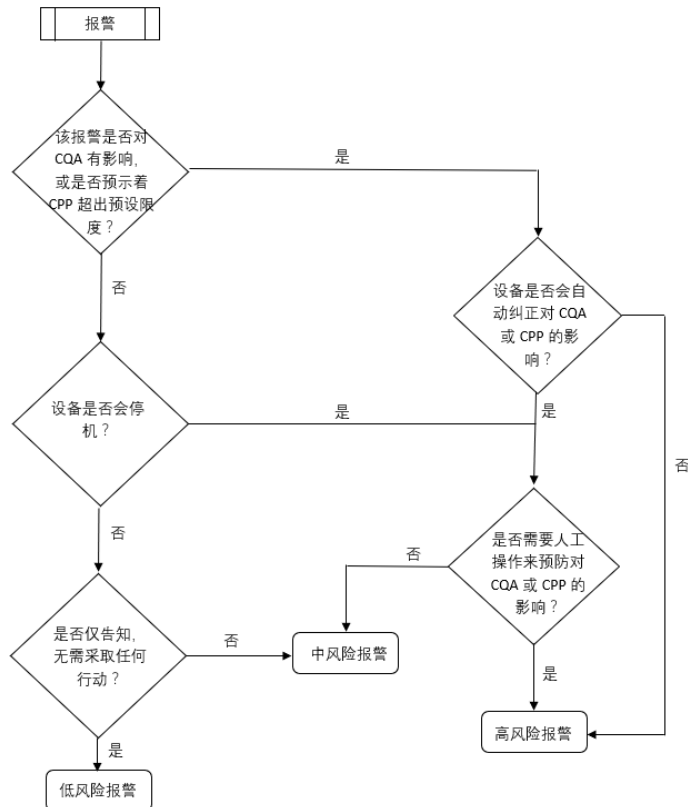 报警
该报警是否对
CQA 有影响，
或是否预示着
CPP 超出预设限
度？
是
设备是否会自
动纠正对 CQA
或 CPP 的影
响？
否
设备是否会停
机？
是
是
否
否
是否需要人工
操作来预防对
CQA 或 CPP 的
影响？
否
是否仅告知，
无需采取任何
行动？
否
中风险报警
是
高风险报警
是
低风险报警